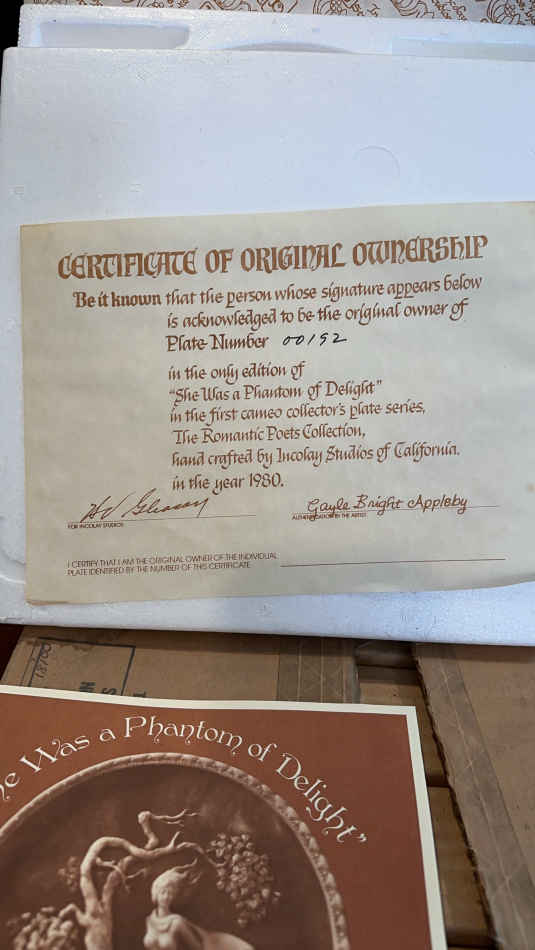 CERTIFICATE OF ORIGINAL OWNERSHIP
Be it known that the person whose signature appears below
is acknowledged to be the original owner of
Plate Number 00192
in the only edition of
"She Was a Phantom of Delight"
in the first cameo collector's plate series,
The Romantic Poets Collection,
hand crafted by Incolay Studios of California.
in the year 1980.
Gayle Bright Appleby
FOR INCOLAY STUDIOS
AUTHENTICATION BY THE ARTIST
I CERTIFY THAT I AM THE ORIGINAL OWNER OF THE INDIVIDUAL
PLATE IDENTIFIED BY THE NUMBER OF THIS CERTIFICATE
he Was a Phantom of Delight"